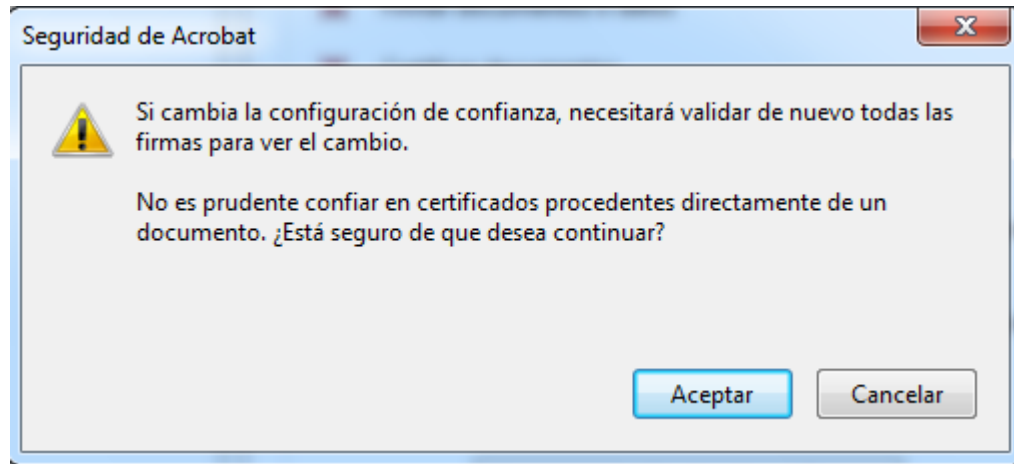 Seguridad de Acrobat
Si cambia la configuración de confianza, necesitará validar de nuevo todas las
firmas para ver el cambio.
No es prudente confiar en certificados procedentes directamente de un
documento. ¿Está seguro de que desea continuar?
Aceptar
Cancelar